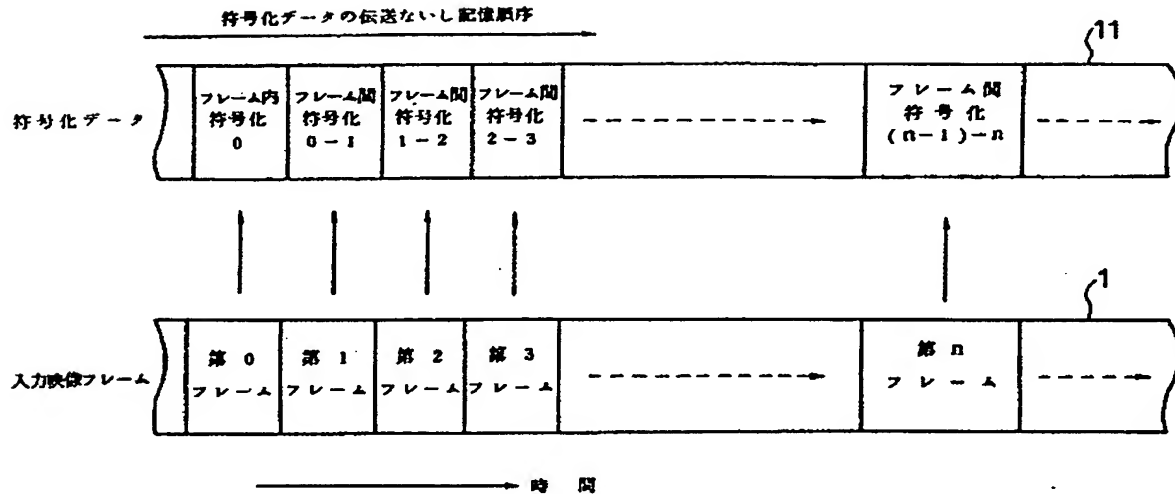 符号化データの伝送ないし記憶順序
11
符号化データ
フレーム内
符号化
0
フレーム間
符号化
0-1
フレーム間
符号化
1-2
フレーム間
符号化
2-3
フレーム間
符号化
(n-1)-n
1
入力映像フレーム
第 0
フレーム
第 1
フレーム
第 2
フレーム
第 3
フレーム
第 n
フレーム
時 間